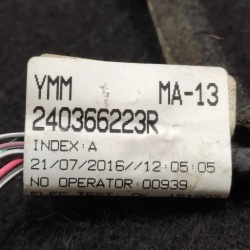 YMM MA-13
240366223R
INDEX:A
21/07/2016//12:05:05
NO OPERATOR:00939